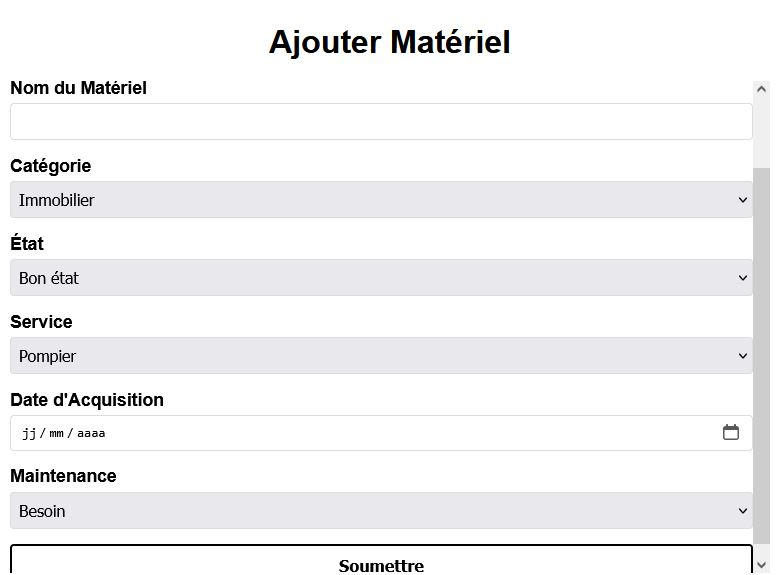 Ajouter Matériel
Nom du Matériel
Catégorie
Immobilier
État
Bon état
Service
Pompier
Date d'Acquisition
jj / mm / aaaa
Maintenance
Besoin
Soumettre